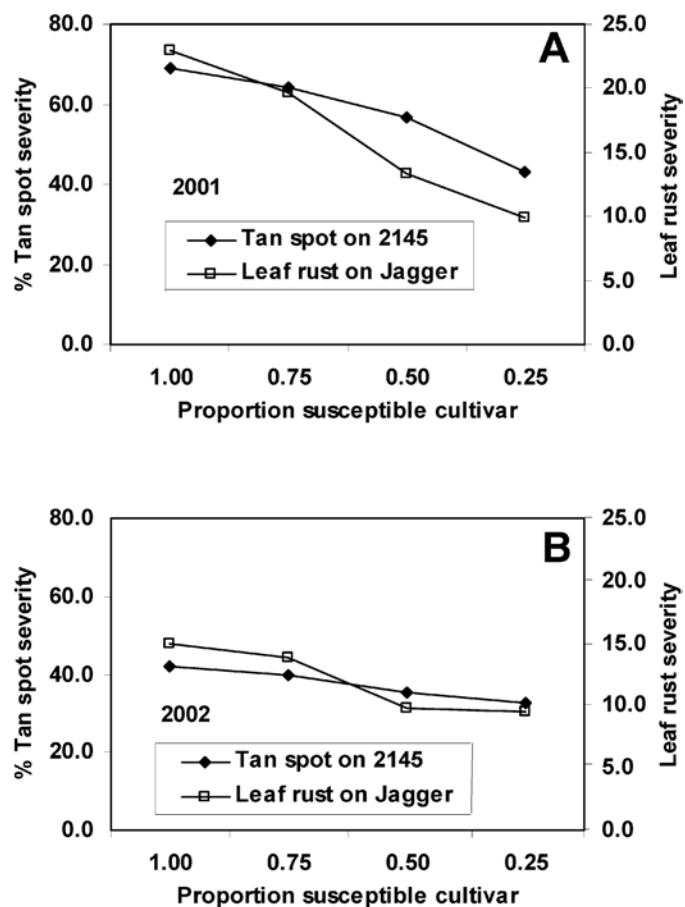 A
80.0
60.0
40.0
20.0
0.0
% Tan spot severity
25.0
20.0
15.0
10.0
5.0
0.0
Leaf rust severity
2001
Tan spot on 2145
Leaf rust on Jagger
1.00 0.75 0.50 0.25
Proportion susceptible cultivar
B
80.0
60.0
40.0
20.0
0.0
% Tan spot severity
25.0
20.0
15.0
10.0
5.0
0.0
Leaf rust severity
2002
Tan spot on 2145
Leaf rust on Jagger
1.00 0.75 0.50 0.25
Proportion susceptible cultivar